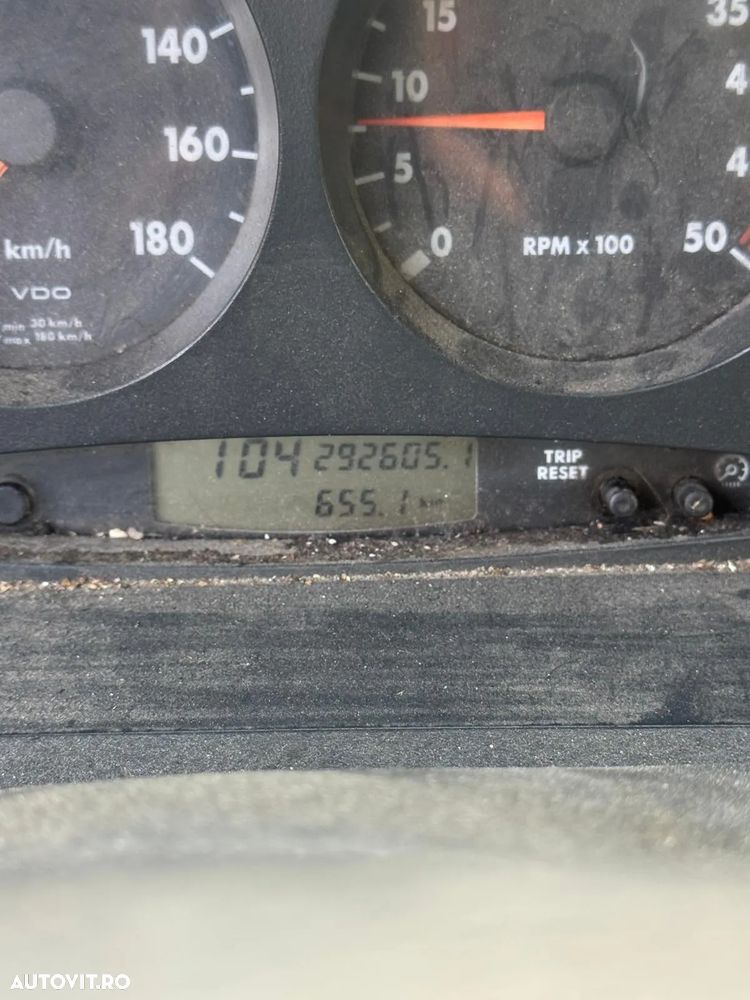 140
160
180
km/h
VDO
min 30 km/h
max 180 km/h
15
10
5
0
RPM x 100
35
4
4
50
104 292605.1
655.1 km
TRIP
RESET
AUTOVIT.RO